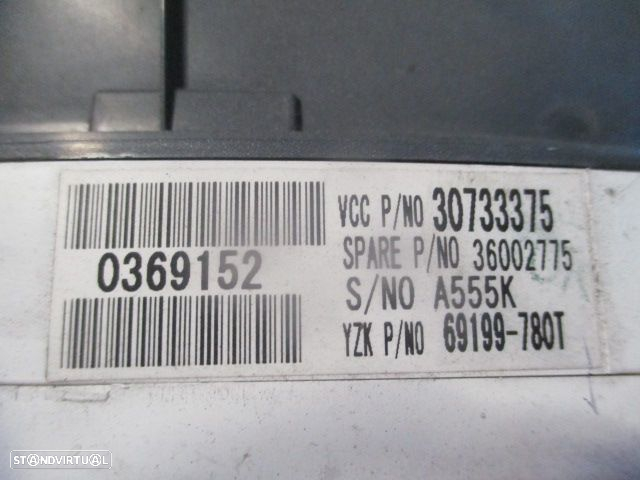 VCC P/NO 30733375
0369152
SPARE P/NO 36002775
S/NO A555K
YZK P/NO 69199-780T
STANDVIRTUAL